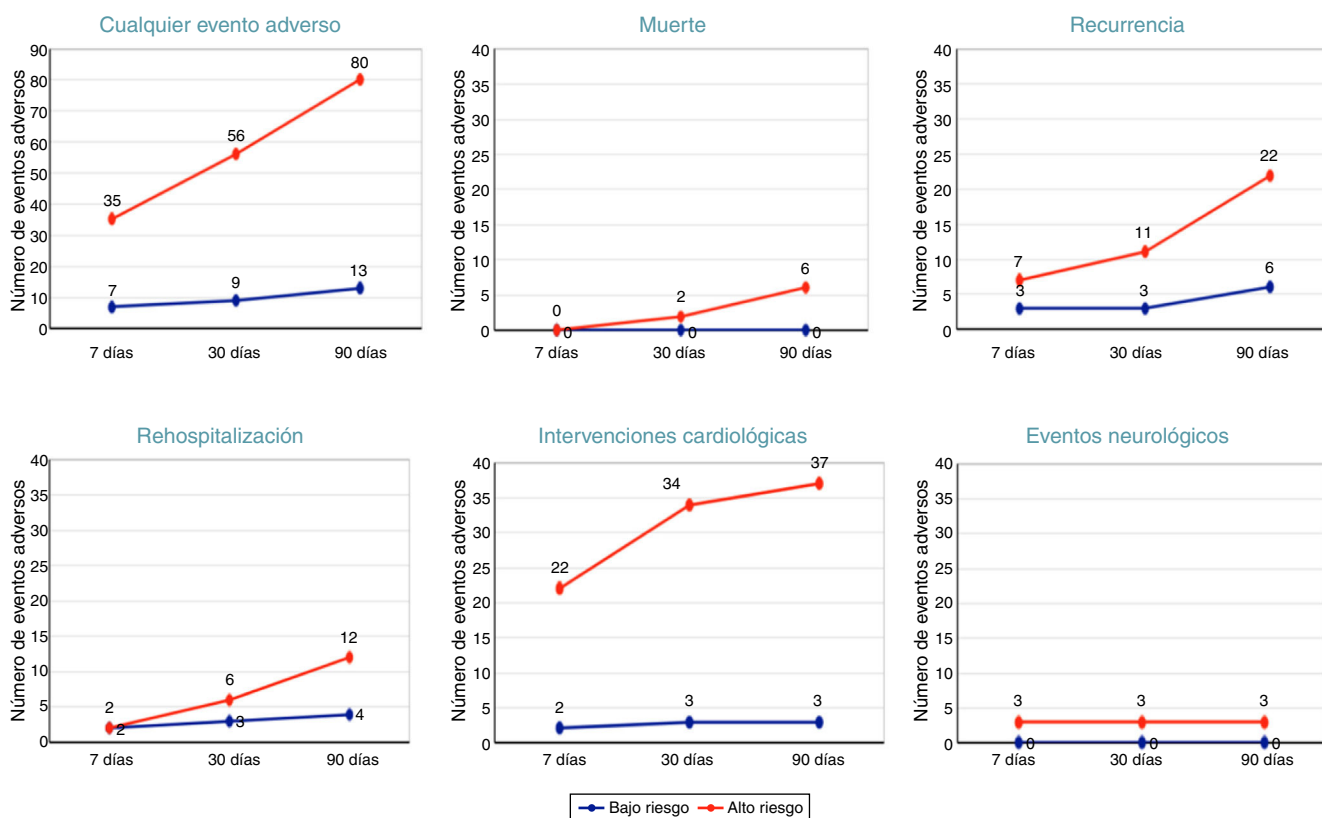 Cualquier evento adverso
Número de eventos adversos
90
80
70
60
50
40
30
20
10
0
35
56
80
7
9
13
7 días
30 días
90 días
Muerte
Número de eventos adversos
40
35
30
25
20
15
10
5
0
0
2
6
0
0
0
7 días
30 días
90 días
Recurrencia
Número de eventos adversos
40
35
30
25
20
15
10
5
0
7
11
22
3
3
6
7 días
30 días
90 días
Rehospitalización
Número de eventos adversos
40
35
30
25
20
15
10
5
0
2
6
12
2
3
4
7 días
30 días
90 días
Intervenciones cardiológicas
Número de eventos adversos
40
35
30
25
20
15
10
5
0
22
34
37
2
3
3
7 días
30 días
90 días
Eventos neurológicos
Número de eventos adversos
40
35
30
25
20
15
10
5
0
3
3
3
0
0
0
7 días
30 días
90 días
Bajo riesgo
Alto riesgo